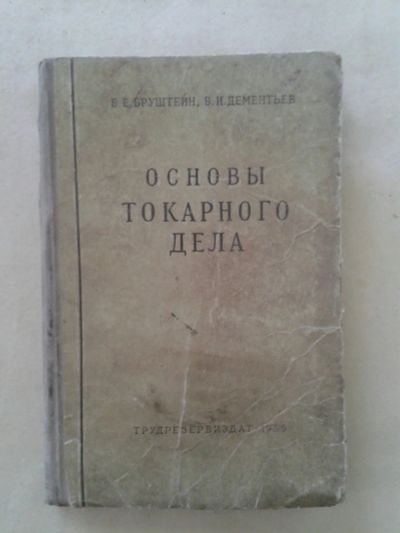 Б. Е. БРУШТЕЙН, В. И. ДЕМЕНТЬЕВ
ОСНОВЫ
ТОКАРНОГО
ДЕЛА
ТРУДРЕЗЕРВИЗДАТ